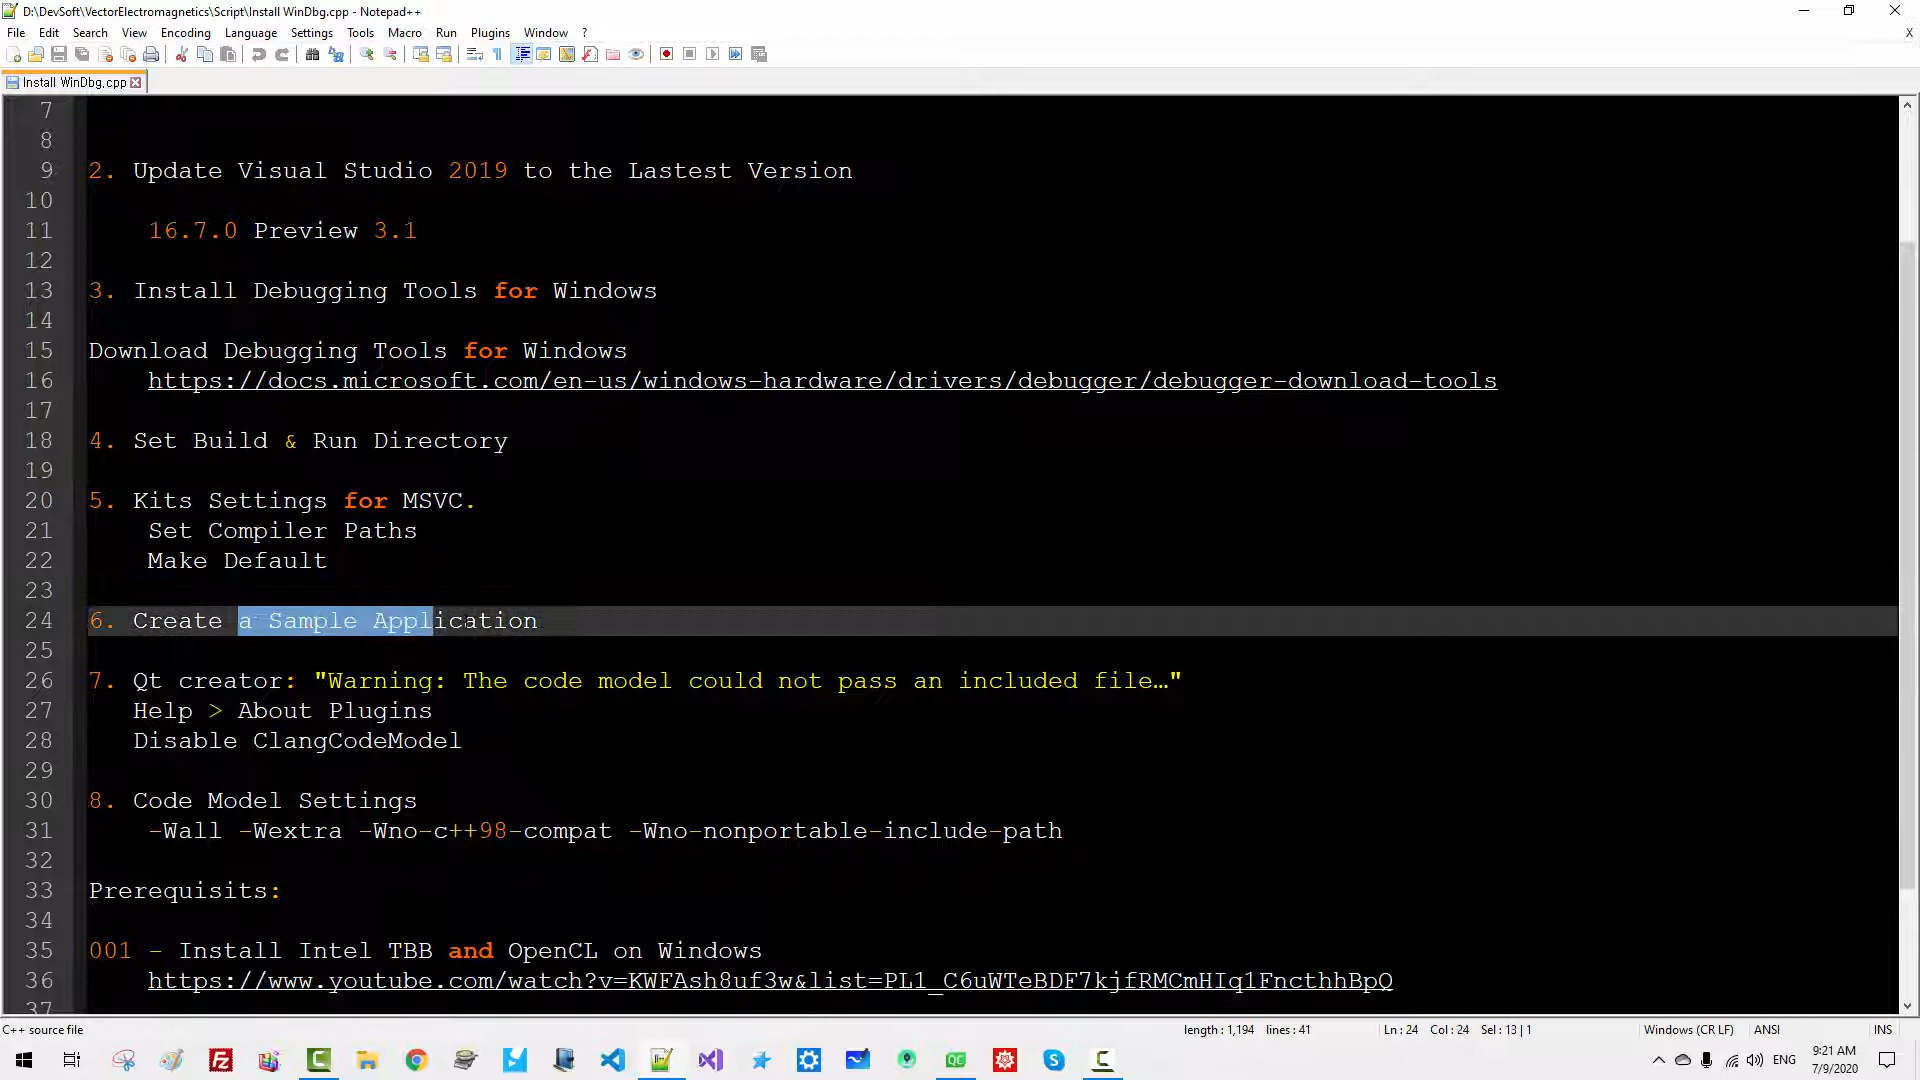 D:\DevSoft\VectorElectromagnetics\Script\Install WinDbg.cpp - Notepad++
File Edit Search View Encoding Language Settings Tools Macro Run Plugins Window ? X
Install WinDbg.cpp
7
8
9 2. Update Visual Studio 2019 to the Lastest Version
10
11 16.7.0 Preview 3.1
12
13 3. Install Debugging Tools for Windows
14
15 Download Debugging Tools for Windows
16 https://docs.microsoft.com/en-us/windows-hardware/drivers/debugger/debugger-download-tools
17
18 4. Set Build & Run Directory
19
20 5. Kits Settings for MSVC.
21 Set Compiler Paths
22 Make Default
23
24 6. Create a Sample Application
25
26 7. Qt creator: "Warning: The code model could not pass an included file…"
27 Help > About Plugins
28 Disable ClangCodeModel
29
30 8. Code Model Settings
31 -Wall -Wextra -Wno-c++98-compat -Wno-nonportable-include-path
32
33 Prerequisits:
34
35 001 - Install Intel TBB and OpenCL on Windows
36 https://www.youtube.com/watch?v=KWFAsh8uf3w&list=PL1_C6uWTeBDF7kjfRMCmHIq1FncthhBpQ
37
C++ source file length : 1,194 lines : 41 Ln : 24 Col : 24 Sel : 13 | 1 Windows (CR LF) ANSI INS
ENG 9:21 AM
7/9/2020